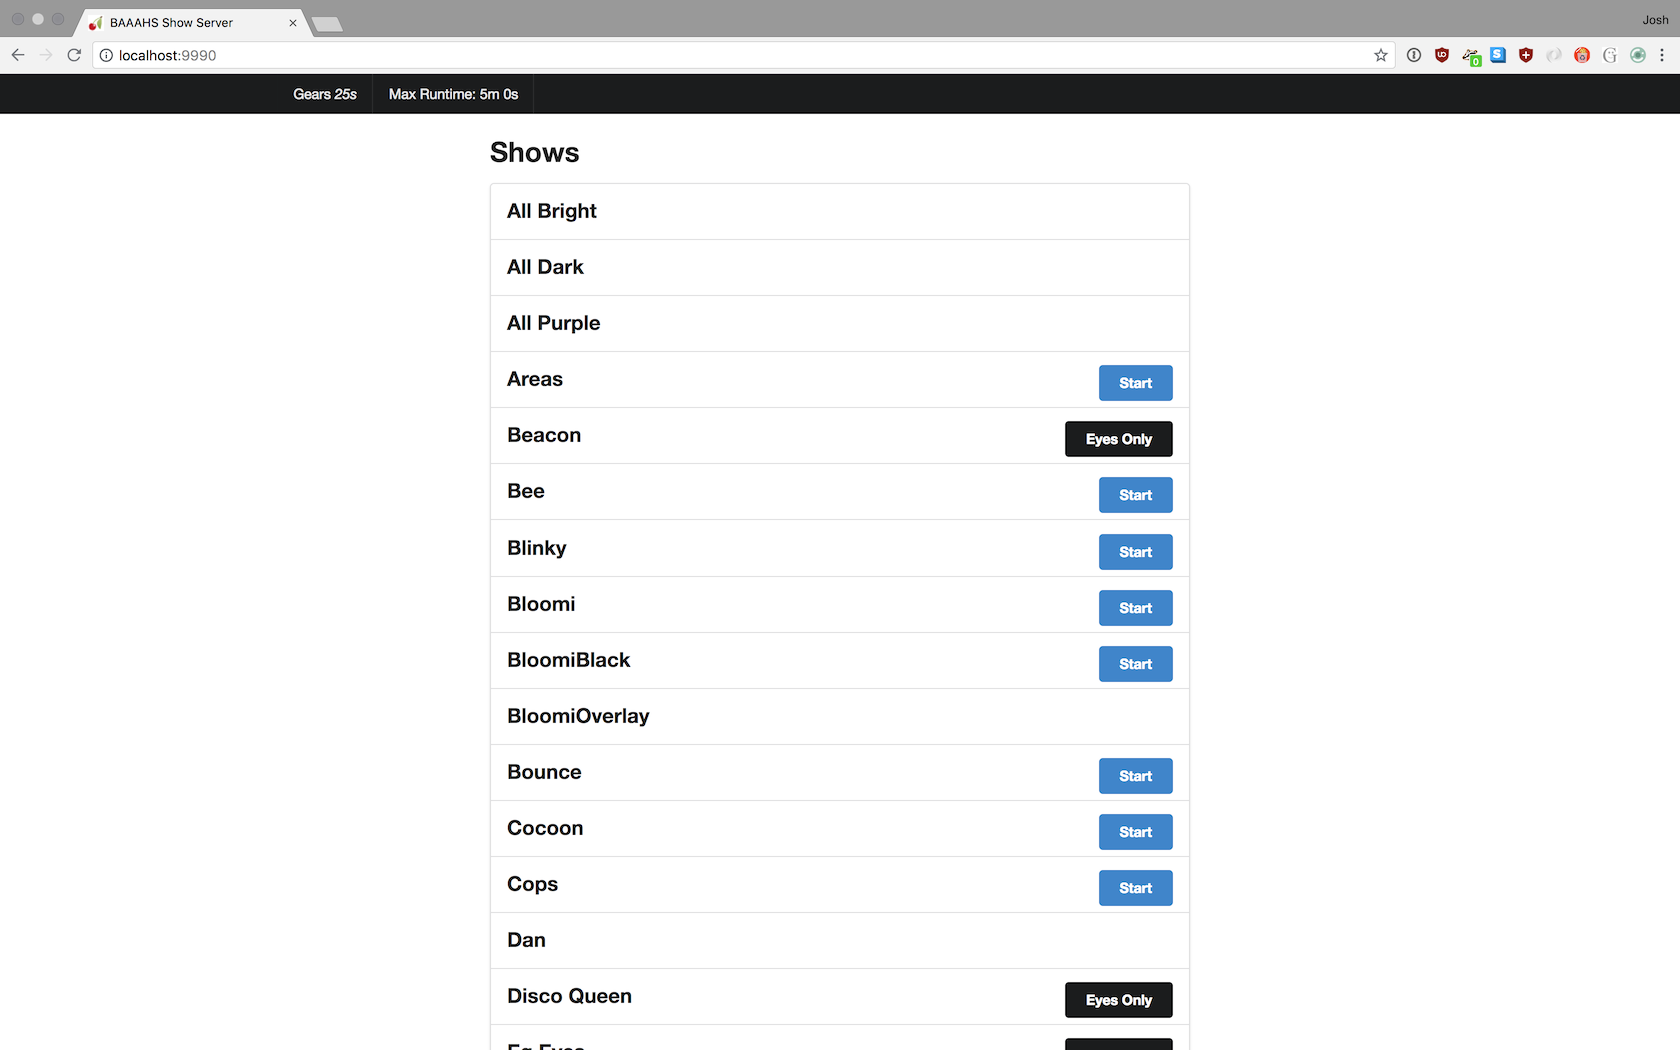 BAAAHS Show Server
Josh
localhost:9990
Gears 25s
Max Runtime: 5m 0s
Shows
All Bright
All Dark
All Purple
Areas
Start
Beacon
Eyes Only
Bee
Start
Blinky
Start
Bloomi
Start
BloomiBlack
Start
BloomiOverlay
Bounce
Start
Cocoon
Start
Cops
Start
Dan
Disco Queen
Eyes Only